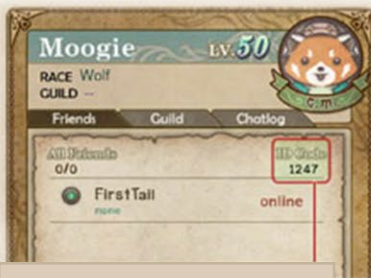 Moogie LV.50
RACE Wolf
GUILD --
G.m
Friends Guild Chatlog
All Friends ID Code
0/0 1247
FirstTail online
none